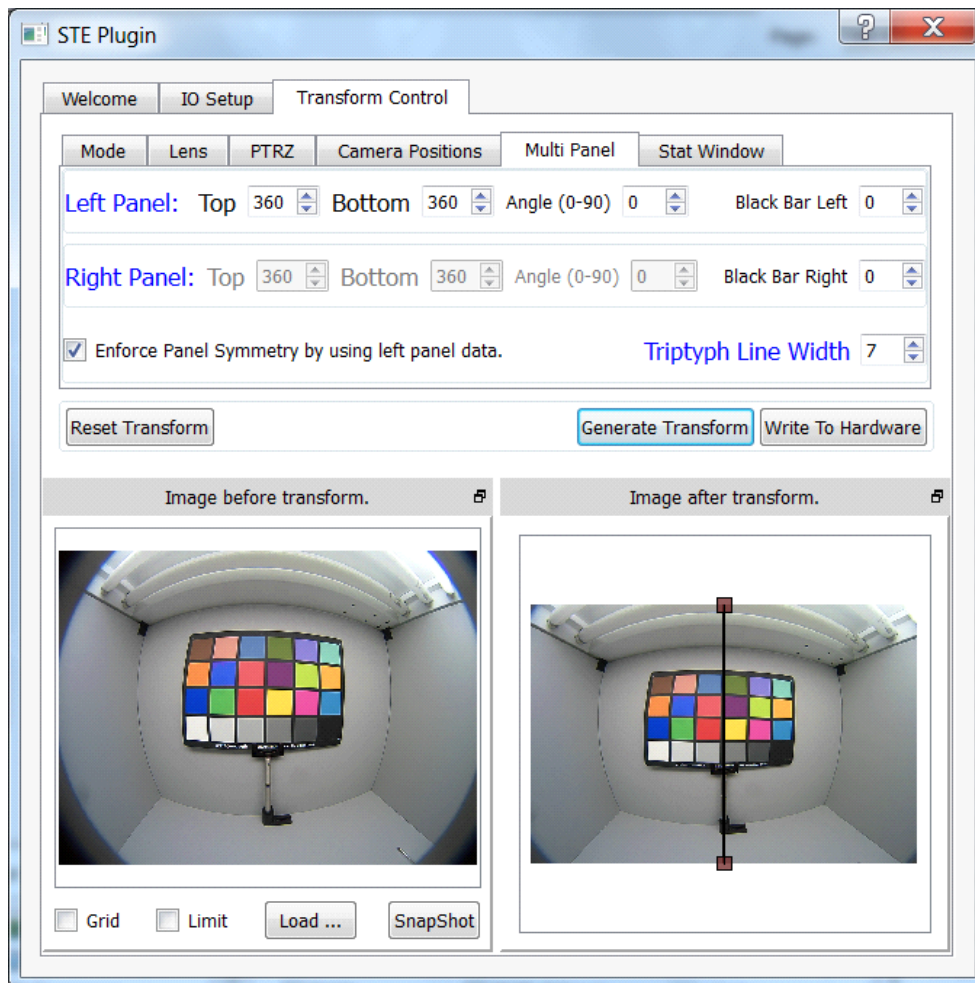 STE Plugin
Welcome IO Setup Transform Control
Mode Lens PTRZ Camera Positions Multi Panel Stat Window
Left Panel: Top 360 Bottom 360 Angle (0-90) 0 Black Bar Left 0
Right Panel: Top 360 Bottom 360 Angle (0-90) 0 Black Bar Right 0
Enforce Panel Symmetry by using left panel data. Triptyph Line Width 7
Reset Transform Generate Transform Write To Hardware
Image before transform. Image after transform.
Grid Limit Load ... SnapShot